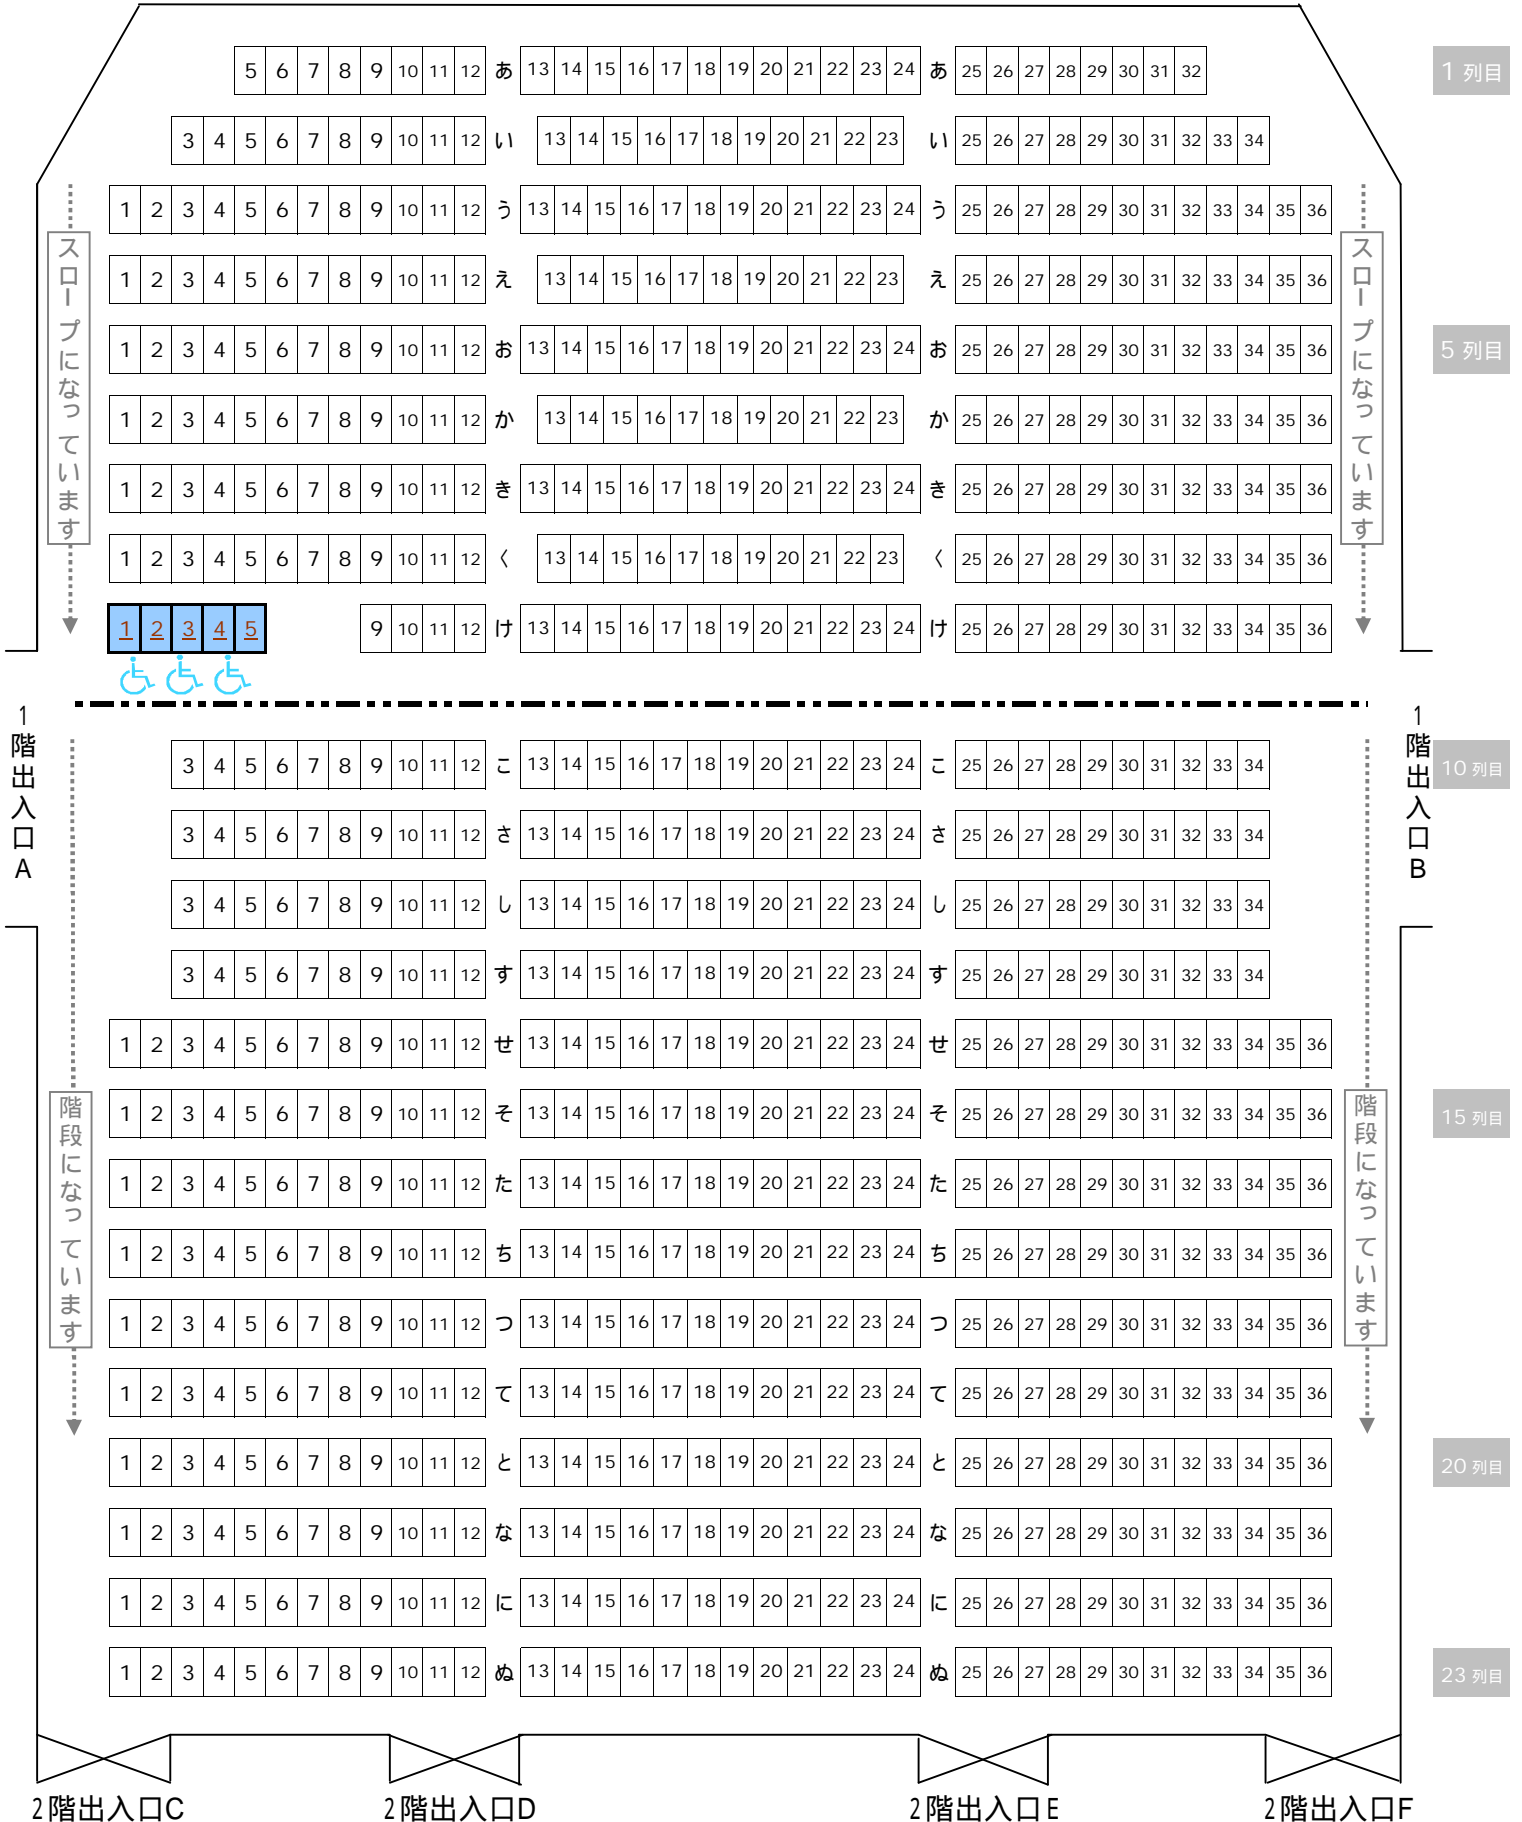 5 6 7 8 9 10 11 12 あ 13 14 15 16 17 18 19 20 21 22 23 24 あ 25 26 27 28 29 30 31 32 1 列目
3 4 5 6 7 8 9 10 11 12 い 13 14 15 16 17 18 19 20 21 22 23 い 25 26 27 28 29 30 31 32 33 34
1 2 3 4 5 6 7 8 9 10 11 12 う 13 14 15 16 17 18 19 20 21 22 23 24 う 25 26 27 28 29 30 31 32 33 34 35 36
スロープになっています
スロープになっています
1 2 3 4 5 6 7 8 9 10 11 12 え 13 14 15 16 17 18 19 20 21 22 23 え 25 26 27 28 29 30 31 32 33 34 35 36
1 2 3 4 5 6 7 8 9 10 11 12 お 13 14 15 16 17 18 19 20 21 22 23 24 お 25 26 27 28 29 30 31 32 33 34 35 36 5 列目
1 2 3 4 5 6 7 8 9 10 11 12 か 13 14 15 16 17 18 19 20 21 22 23 か 25 26 27 28 29 30 31 32 33 34 35 36
1 2 3 4 5 6 7 8 9 10 11 12 き 13 14 15 16 17 18 19 20 21 22 23 24 き 25 26 27 28 29 30 31 32 33 34 35 36
1 2 3 4 5 6 7 8 9 10 11 12 く 13 14 15 16 17 18 19 20 21 22 23 く 25 26 27 28 29 30 31 32 33 34 35 36
1 2 3 4 5 9 10 11 12 け 13 14 15 16 17 18 19 20 21 22 23 24 け 25 26 27 28 29 30 31 32 33 34 35 36
1階出入口A
1階出入口B
3 4 5 6 7 8 9 10 11 12 こ 13 14 15 16 17 18 19 20 21 22 23 24 こ 25 26 27 28 29 30 31 32 33 34 10 列目
3 4 5 6 7 8 9 10 11 12 さ 13 14 15 16 17 18 19 20 21 22 23 24 さ 25 26 27 28 29 30 31 32 33 34
3 4 5 6 7 8 9 10 11 12 し 13 14 15 16 17 18 19 20 21 22 23 24 し 25 26 27 28 29 30 31 32 33 34
3 4 5 6 7 8 9 10 11 12 す 13 14 15 16 17 18 19 20 21 22 23 24 す 25 26 27 28 29 30 31 32 33 34
1 2 3 4 5 6 7 8 9 10 11 12 せ 13 14 15 16 17 18 19 20 21 22 23 24 せ 25 26 27 28 29 30 31 32 33 34 35 36
階段になっています
階段になっています
1 2 3 4 5 6 7 8 9 10 11 12 そ 13 14 15 16 17 18 19 20 21 22 23 24 そ 25 26 27 28 29 30 31 32 33 34 35 36 15 列目
1 2 3 4 5 6 7 8 9 10 11 12 た 13 14 15 16 17 18 19 20 21 22 23 24 た 25 26 27 28 29 30 31 32 33 34 35 36
1 2 3 4 5 6 7 8 9 10 11 12 ち 13 14 15 16 17 18 19 20 21 22 23 24 ち 25 26 27 28 29 30 31 32 33 34 35 36
1 2 3 4 5 6 7 8 9 10 11 12 つ 13 14 15 16 17 18 19 20 21 22 23 24 つ 25 26 27 28 29 30 31 32 33 34 35 36
1 2 3 4 5 6 7 8 9 10 11 12 て 13 14 15 16 17 18 19 20 21 22 23 24 て 25 26 27 28 29 30 31 32 33 34 35 36
1 2 3 4 5 6 7 8 9 10 11 12 と 13 14 15 16 17 18 19 20 21 22 23 24 と 25 26 27 28 29 30 31 32 33 34 35 36 20 列目
1 2 3 4 5 6 7 8 9 10 11 12 な 13 14 15 16 17 18 19 20 21 22 23 24 な 25 26 27 28 29 30 31 32 33 34 35 36
1 2 3 4 5 6 7 8 9 10 11 12 に 13 14 15 16 17 18 19 20 21 22 23 24 に 25 26 27 28 29 30 31 32 33 34 35 36
1 2 3 4 5 6 7 8 9 10 11 12 ぬ 13 14 15 16 17 18 19 20 21 22 23 24 ぬ 25 26 27 28 29 30 31 32 33 34 35 36 23 列目
2階出入口C 2階出入口D 2階出入口E 2階出入口F